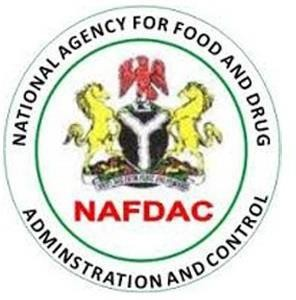 NATIONAL AGENCY FOR FOOD AND DRUG
NAFDAC
ADMINSTRATION AND CONTROL